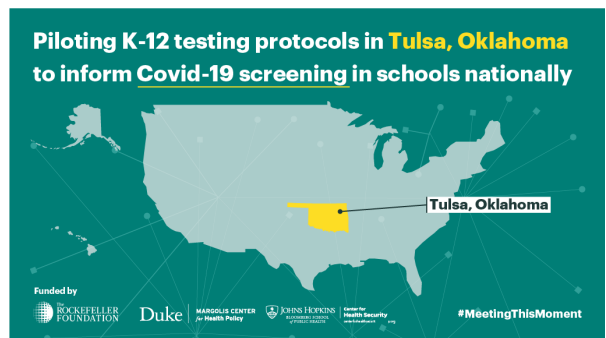 Piloting K-12 testing protocols in Tulsa, Oklahoma
to inform Covid-19 screening in schools nationally
Tulsa, Oklahoma
Funded by
The
ROCKEFELLER
FOUNDATION
Duke
MARGOLIS CENTER
for Health Policy
JOHNS HOPKINS
BLOOMBERG SCHOOL
of PUBLIC HEALTH
Center for
Health Security
#MeetingThisMoment